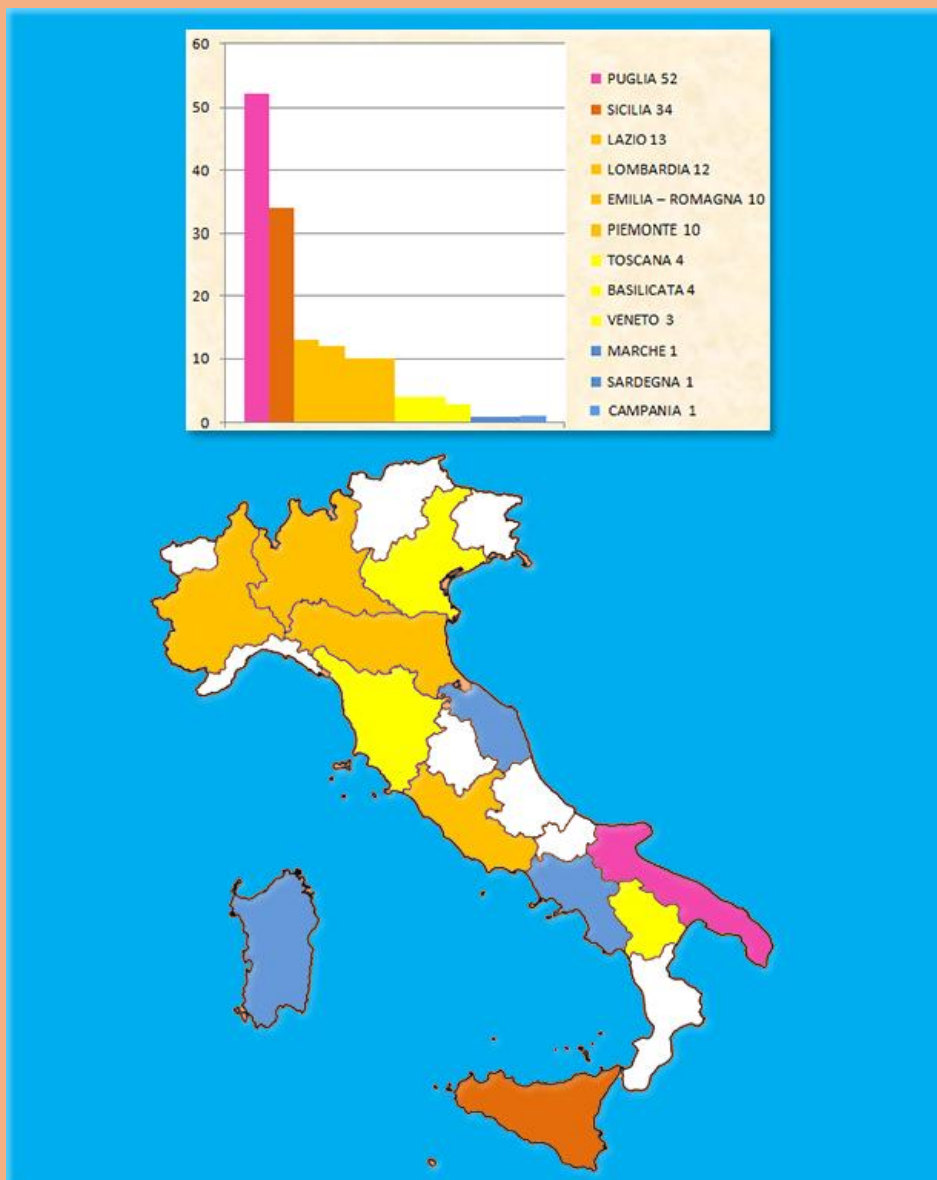 60
50
40
30
20
10
0
PUGLIA 52
SICILIA 34
LAZIO 13
LOMBARDIA 12
EMILIA – ROMAGNA 10
PIEMONTE 10
TOSCANA 4
BASILICATA 4
VENETO 3
MARCHE 1
SARDEGNA 1
CAMPANIA 1